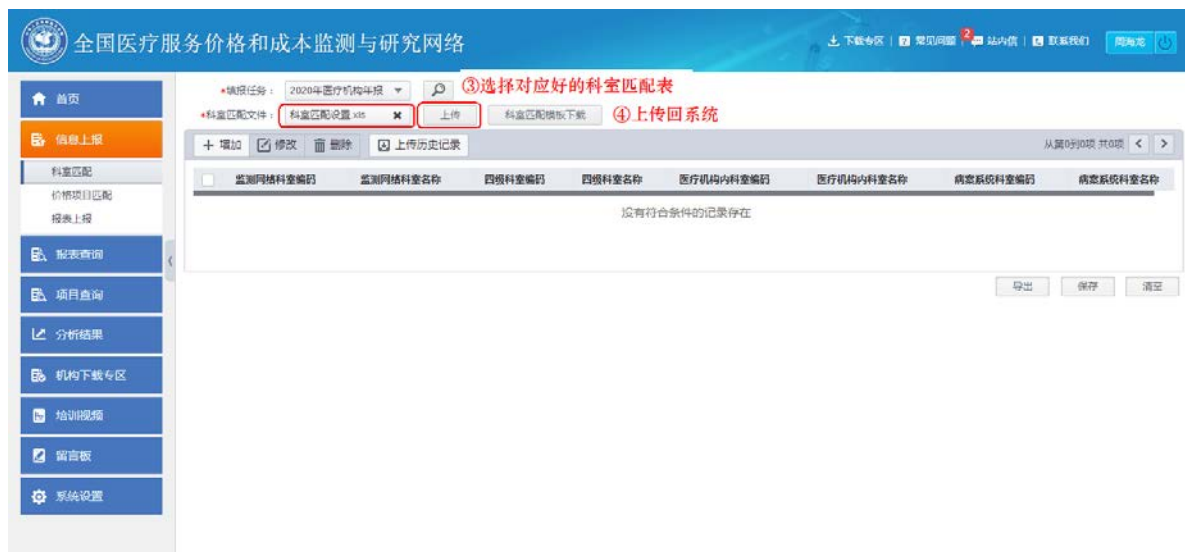 全国医疗服务价格和成本监测与研究网络
下载专区 | 常见问题 | 2 站内信 | 联系我们 周海龙
首页
信息上报
科室匹配
价格项目匹配
报表上报
报表查询
项目查询
分析结果
机构下载专区
培训视频
留言板
系统设置
*填报任务： 2020年医疗机构年报
③选择对应好的科室匹配表
*科室匹配文件： 科室匹配设置.xls 上传 科室匹配模板下载
④上传回系统
增加 修改 删除 上传历史记录 从第0到0项 共0项
监测网络科室编码 监测网络科室名称 四级科室编码 四级科室名称 医疗机构内科室编码 医疗机构内科室名称 病案系统科室编码 病案系统科室名称
没有符合条件的记录存在
导出 保存 清空